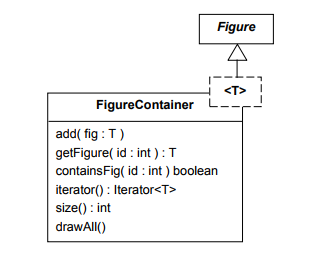 Figure
<T>
FigureContainer
add( fig : T )
getFigure( id : int ) : T
containsFig( id : int ) boolean
iterator() : Iterator<T>
size() : int
drawAll()